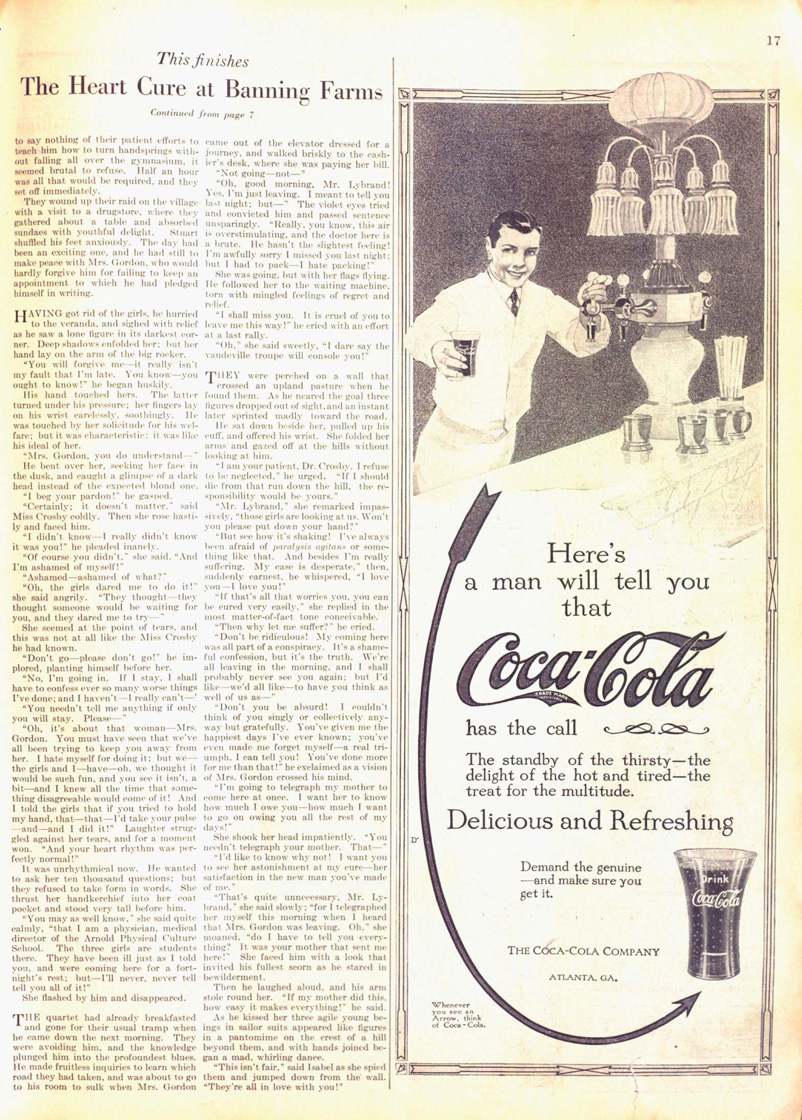 17
This finishes
The Heart Cure at Banning Farms
Continued from page 7
to say nothing of their patient efforts to
teach him how to turn handsprings with-
out falling all over the gymnasium, it
seemed brutal to refuse. Half an hour
was all that would be required, and they
set off immediately.
They wound up their raid on the village
with a visit to a drugstore, where they
gathered about a table and absorbed
sundaes with youthful delight. Stuart
shuffled his feet anxiously. The day had
been an exciting one, and he had still to
make peace with Mrs. Gordon, who would
hardly forgive him for failing to keep an
appointment to which he had pledged
himself in writing.
HAVING got rid of the girls, he hurried
to the veranda, and sighed with relief
as he saw a lone figure in its darkest cor-
ner. Deep shadows enfolded her; but her
hand lay on the arm of the big rocker.
"You will forgive me—it really isn't
my fault that I'm late. You know—you
ought to know!" he began huskily.
His hand touched hers. The latter
turned under his pressure; her fingers lay
on his wrist carelessly, soothingly. He
was touched by her solicitude for his wel-
fare; but it was characteristic: it was like
his ideal of her.
"Mrs. Gordon, you do understand—"
He bent over her, seeking her face in
the dusk, and caught a glimpse of a dark
head instead of the expected blond one.
"I beg your pardon!" he gasped.
"Certainly; it doesn't matter," said
Miss Crosby coldly. Then she rose hasti-
ly and faced him.
"I didn't know—I really didn't know
it was you!" he pleaded inanely.
"Of course you didn't," she said. "And
I'm ashamed of myself!"
"Ashamed—ashamed of what?"
"Oh, the girls dared me to do it!"
she said angrily. "They thought—they
thought someone would be waiting for
you, and they dared me to try—"
She seemed at the point of tears, and
this was not at all like the Miss Crosby
he had known.
"Don't go—please don't go!" he im-
plored, planting himself before her.
"No, I'm going in. If I stay, I shall
have to confess ever so many worse things
I've done; and I haven't—I really can't—"
"You needn't tell me anything if only
you will stay. Please—"
"Oh, it's about that woman—Mrs.
Gordon. You must have seen that we've
all been trying to keep you away from
her. I hate myself for doing it; but we—
the girls and I—have—oh, we thought it
would be such fun, and you see it isn't, a
bit—and I knew all the time that some-
thing disagreeable would come of it! And
I told the girls that if you tried to hold
my hand, that—that—I'd take your pulse
—and—and I did it!" Laughter strug-
gled against her tears, and for a moment
won. "And your heart rhythm was per-
fectly normal!"
It was unrhythmical now. He wanted
to ask her ten thousand questions; but
they refused to take form in words. She
thrust her handkerchief into her coat
pocket and stood very tall before him.
"You may as well know," she said quite
calmly, "that I am a physician, medical
director of the Arnold Physical Culture
School. The three girls are students
there. They have been ill just as I told
you, and were coming here for a fort-
night's rest; but—I'll never, never tell
tell you all of it!"
She flashed by him and disappeared.
THE quartet had already breakfasted
and gone for their usual tramp when
he came down the next morning. They
were avoiding him, and the knowledge
plunged him into the profoundest blues.
He made fruitless inquiries to learn which
road they had taken, and was about to go
to his room to sulk when Mrs. Gordon
came out of the elevator dressed for a
journey, and walked briskly to the cash-
ier's desk, where she was paying her bill.
"Not going—not—"
"Oh, good morning, Mr. Lybrand!
Yes, I'm just leaving. I meant to tell you
last night; but—" The violet eyes tried
and convicted him and passed sentence
unsparingly. "Really, you know, this air
is overstimulating, and the doctor here is
a brute. He hasn't the slightest feeling!
I'm awfully sorry I missed you last night;
but I had to pack—I hate packing!"
She was going, but with her flags flying.
He followed her to the waiting machine,
torn with mingled feelings of regret and
relief.
"I shall miss you. It is cruel of you to
leave me this way!" he cried with an effort
at a last rally.
"Oh," she said sweetly, "I dare say the
vaudeville troupe will console you!"
THEY were perched on a wall that
crossed an upland pasture when he
found them. As he neared the goal three
figures dropped out of sight, and an instant
later sprinted madly toward the road.
He sat down beside her, pulled up his
cuff, and offered his wrist. She folded her
arms and gazed off at the hills without
looking at him.
"I am your patient, Dr. Crosby. I refuse
to be neglected," he urged. "If I should
die from that run down the hill, the re-
sponsibility would be yours."
"Mr. Lybrand," she remarked impas-
sively, "those girls are looking at us. Won't
you please put down your hand?"
"But see how it's shaking! I've always
been afraid of paralysis agitans or some-
thing like that. And besides I'm really
suffering. My case is desperate," then,
suddenly earnest, he whispered, "I love
you—I love you!"
"If that's all that worries you, you can
be cured very easily," she replied in the
most matter-of-fact tone conceivable.
"Then why let me suffer?" he cried.
"Don't be ridiculous! My coming here
was all part of a conspiracy. It's a shame-
ful confession, but it's the truth. We're
all leaving in the morning, and I shall
probably never see you again; but I'd
like—we'd all like—to have you think as
well of us as—"
"Don't you be absurd! I couldn't
think of you singly or collectively any-
way but gratefully. You've given me the
happiest days I've ever known; you've
even made me forget myself—a real tri-
umph, I can tell you! You've done more
for me than that!" he exclaimed as a vision
of Mrs. Gordon crossed his mind.
"I'm going to telegraph my mother to
come here at once. I want her to know
how much I owe you—how much I want
to go on owing you all the rest of my
days!"
She shook her head impatiently. "You
needn't telegraph your mother. That—"
"I'd like to know why not! I want you
to see her astonishment at my cure—her
satisfaction in the new man you've made
of me."
"That's quite unnecessary, Mr. Ly-
brand," she said slowly; "for I telegraphed
her myself this morning when I heard
that Mrs. Gordon was leaving. Oh," she
moaned, "do I have to tell you every-
thing? It was your mother that sent me
here!" She faced him with a look that
invited his fullest scorn as he stared in
bewilderment.
Then he laughed aloud, and his arm
stole round her. "If my mother did this,
how easy it makes everything!" he said.
As he kissed her three agile young be-
ings in sailor suits appeared like figures
in a pantomime on the crest of a hill
beyond them, and with hands joined be-
gan a mad, whirling dance.
"This isn't fair," said Isabel as she spied
them and jumped down from the wall.
"They're all in love with you!"
Here's
a man will tell you
that
Coca-Cola
TRADE MARK
has the call
The standby of the thirsty—the
delight of the hot and tired—the
treat for the multitude.
Delicious and Refreshing
Demand the genuine
—and make sure you
get it.
Drink
Coca-Cola
THE COCA-COLA COMPANY
ATLANTA, GA.
Whenever
you see an
Arrow, think
of Coca-Cola.